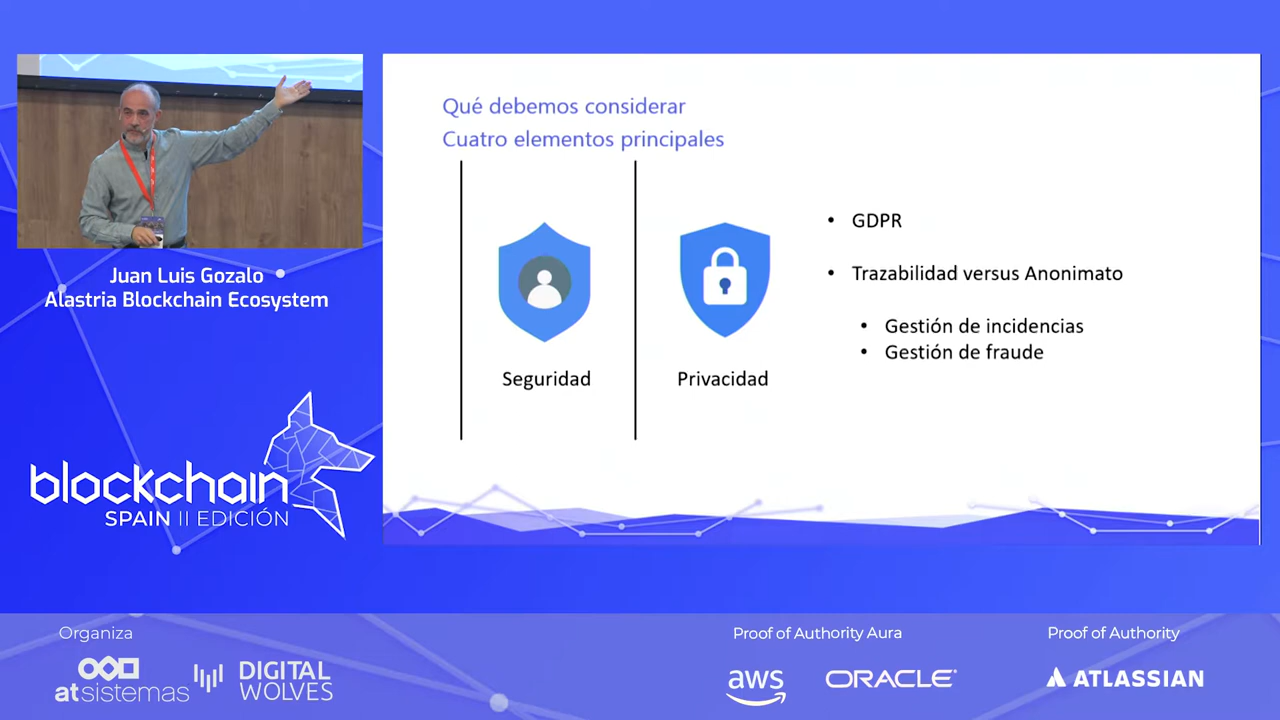 Qué debemos considerar
Cuatro elementos principales
Seguridad
Privacidad
• GDPR
• Trazabilidad versus Anonimato
• Gestión de incidencias
• Gestión de fraude
Juan Luis Gozalo
Alastria Blockchain Ecosystem
blockchain
SPAIN II EDICIÓN
Organiza
atsistemas
DIGITAL
WOLVES
Proof of Authority Aura
aws
ORACLE
Proof of Authority
ATLASSIAN